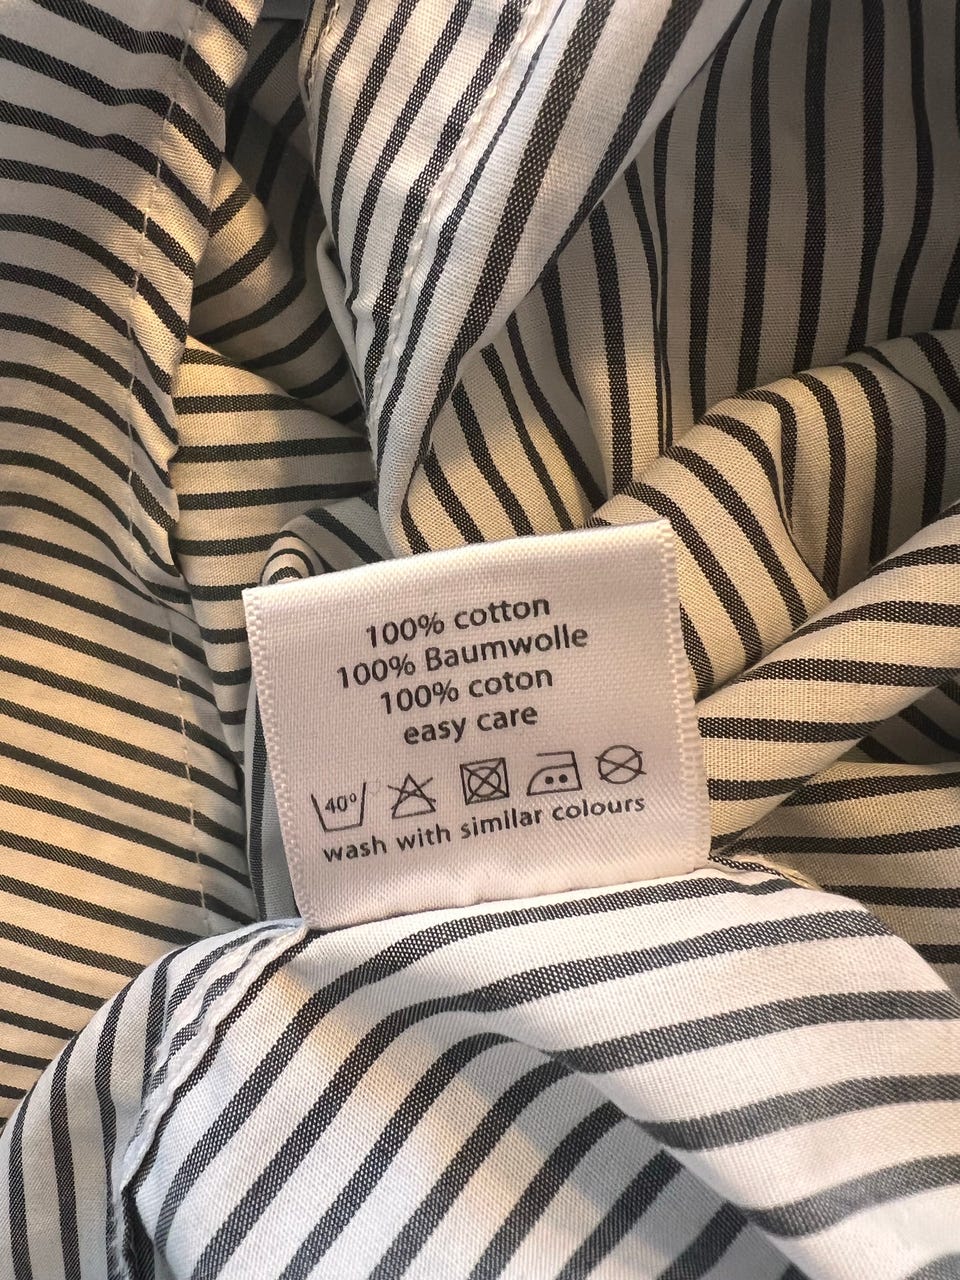 100% cotton
100% Baumwolle
100% coton
easy care
40°
wash with similar colours